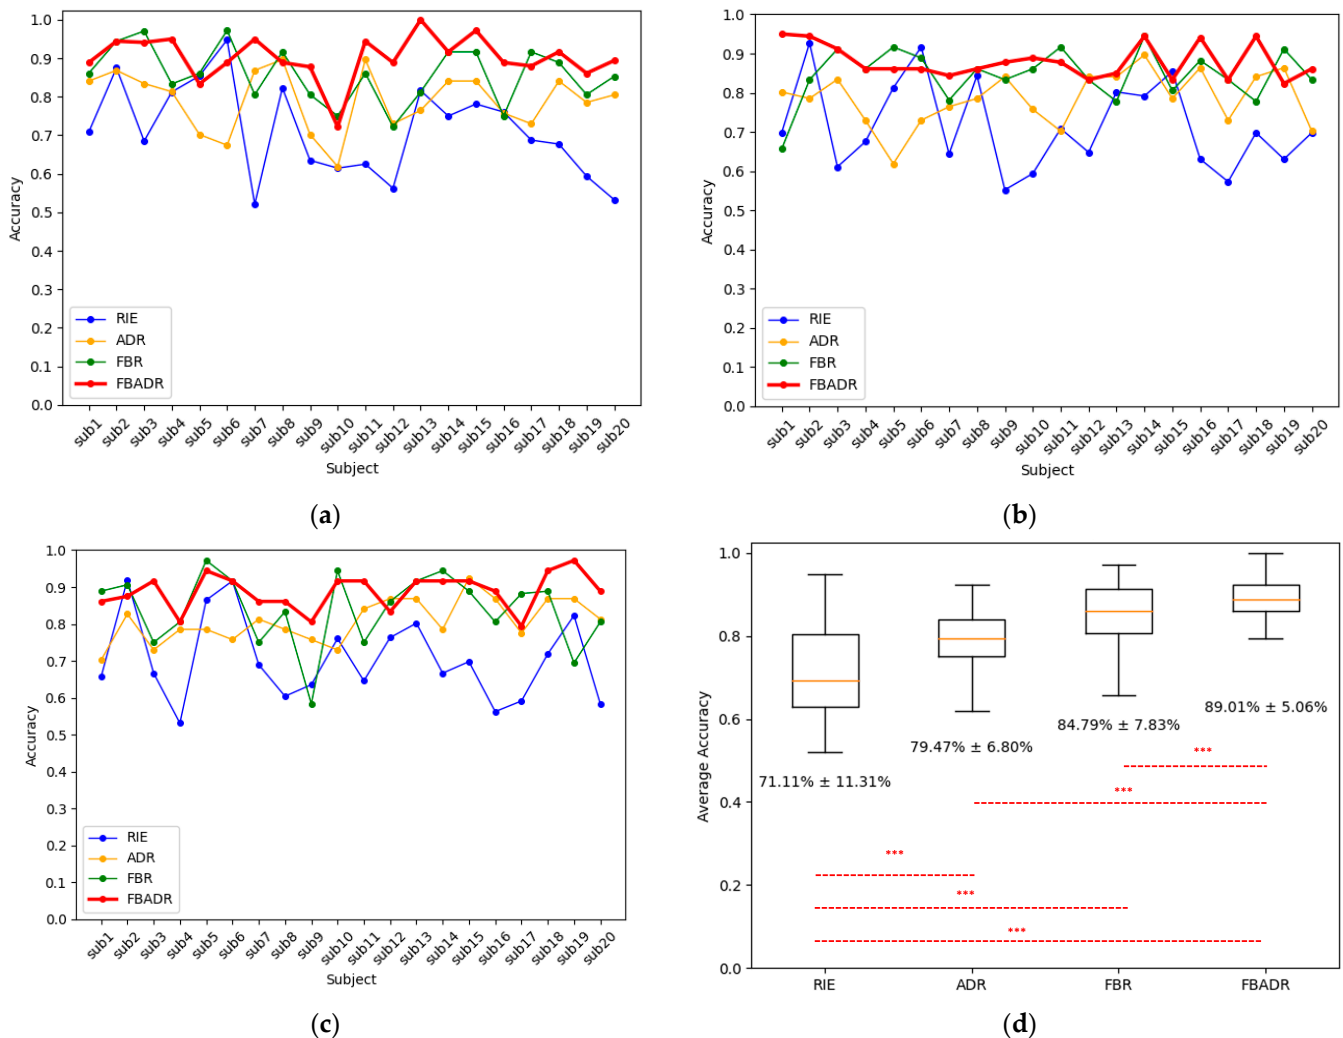 1.0
0.9
0.8
0.7
0.6
0.5
0.4
0.3
0.2
0.1
0.0
Accuracy
RIE
ADR
FBR
FBADR
sub1 sub2 sub3 sub4 sub5 sub6 sub7 sub8 sub9 sub10 sub11 sub12 sub13 sub14 sub15 sub16 sub17 sub18 sub19 sub20
Subject
(a)
1.0
0.9
0.8
0.7
0.6
0.5
0.4
0.3
0.2
0.1
0.0
Accuracy
RIE
ADR
FBR
FBADR
sub1 sub2 sub3 sub4 sub5 sub6 sub7 sub8 sub9 sub10 sub11 sub12 sub13 sub14 sub15 sub16 sub17 sub18 sub19 sub20
Subject
(b)
1.0
0.9
0.8
0.7
0.6
0.5
0.4
0.3
0.2
0.1
0.0
Accuracy
RIE
ADR
FBR
FBADR
sub1 sub2 sub3 sub4 sub5 sub6 sub7 sub8 sub9 sub10 sub11 sub12 sub13 sub14 sub15 sub16 sub17 sub18 sub19 sub20
Subject
(c)
1.0
0.8
0.6
0.4
0.2
0.0
Average Accuracy
89.01% ± 5.06%
84.79% ± 7.83%
79.47% ± 6.80%
71.11% ± 11.31%
***
***
***
***
***
RIE ADR FBR FBADR
(d)